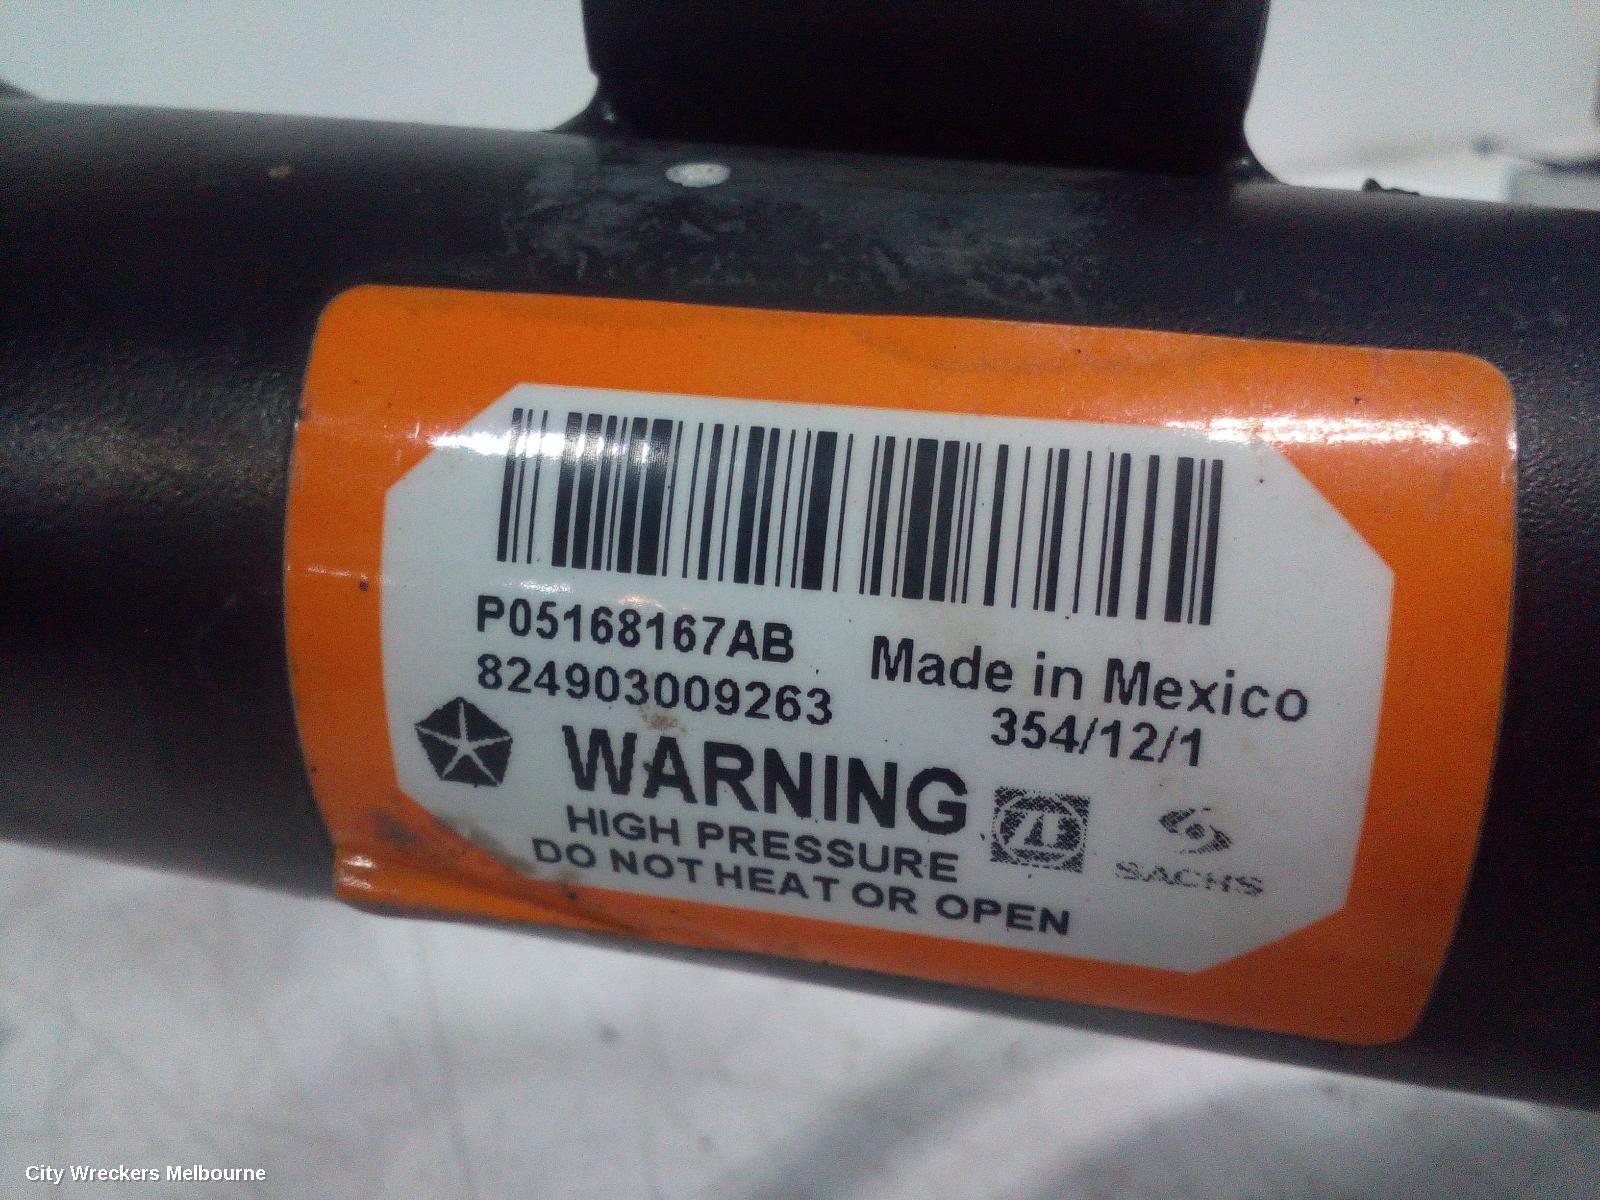 P05168167AB
824903009263
Made in Mexico
354/12/1
WARNING
HIGH PRESSURE
DO NOT HEAT OR OPEN
ZF
SACHS
City Wreckers Melbourne